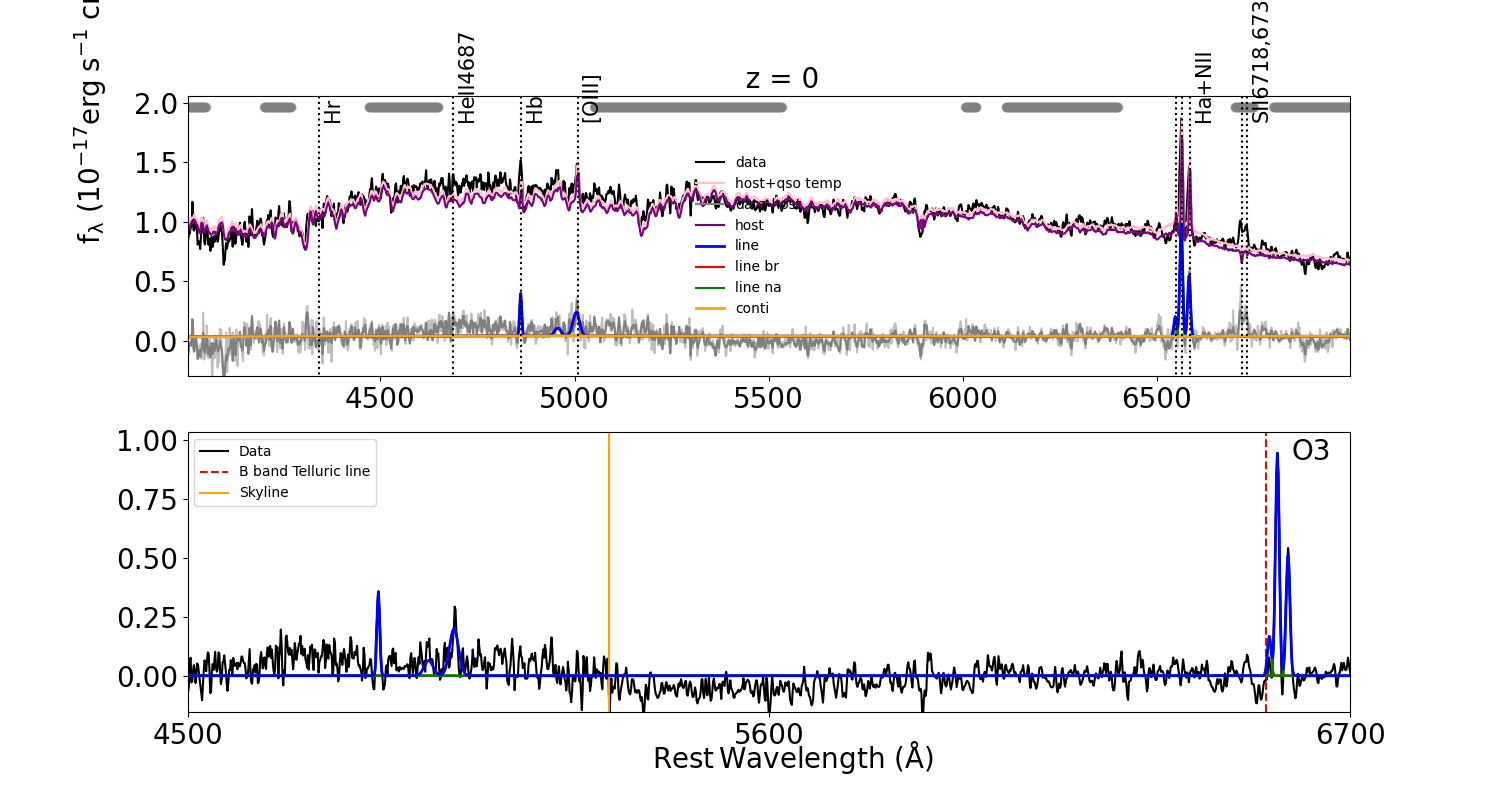 z = 0
fλ (10−17erg s−1 c
Hr
HeII4687
Hb
[OIII]
Ha+NII
SII6718,673
2.0
1.5
1.0
0.5
0.0
data
host+qso temp
host
line
line br
line na
conti
4500 5000 5500 6000 6500
1.00
0.75
0.50
0.25
0.00
Data
B band Telluric line
Skyline
O3
4500 5600 6700
Rest Wavelength (Å)